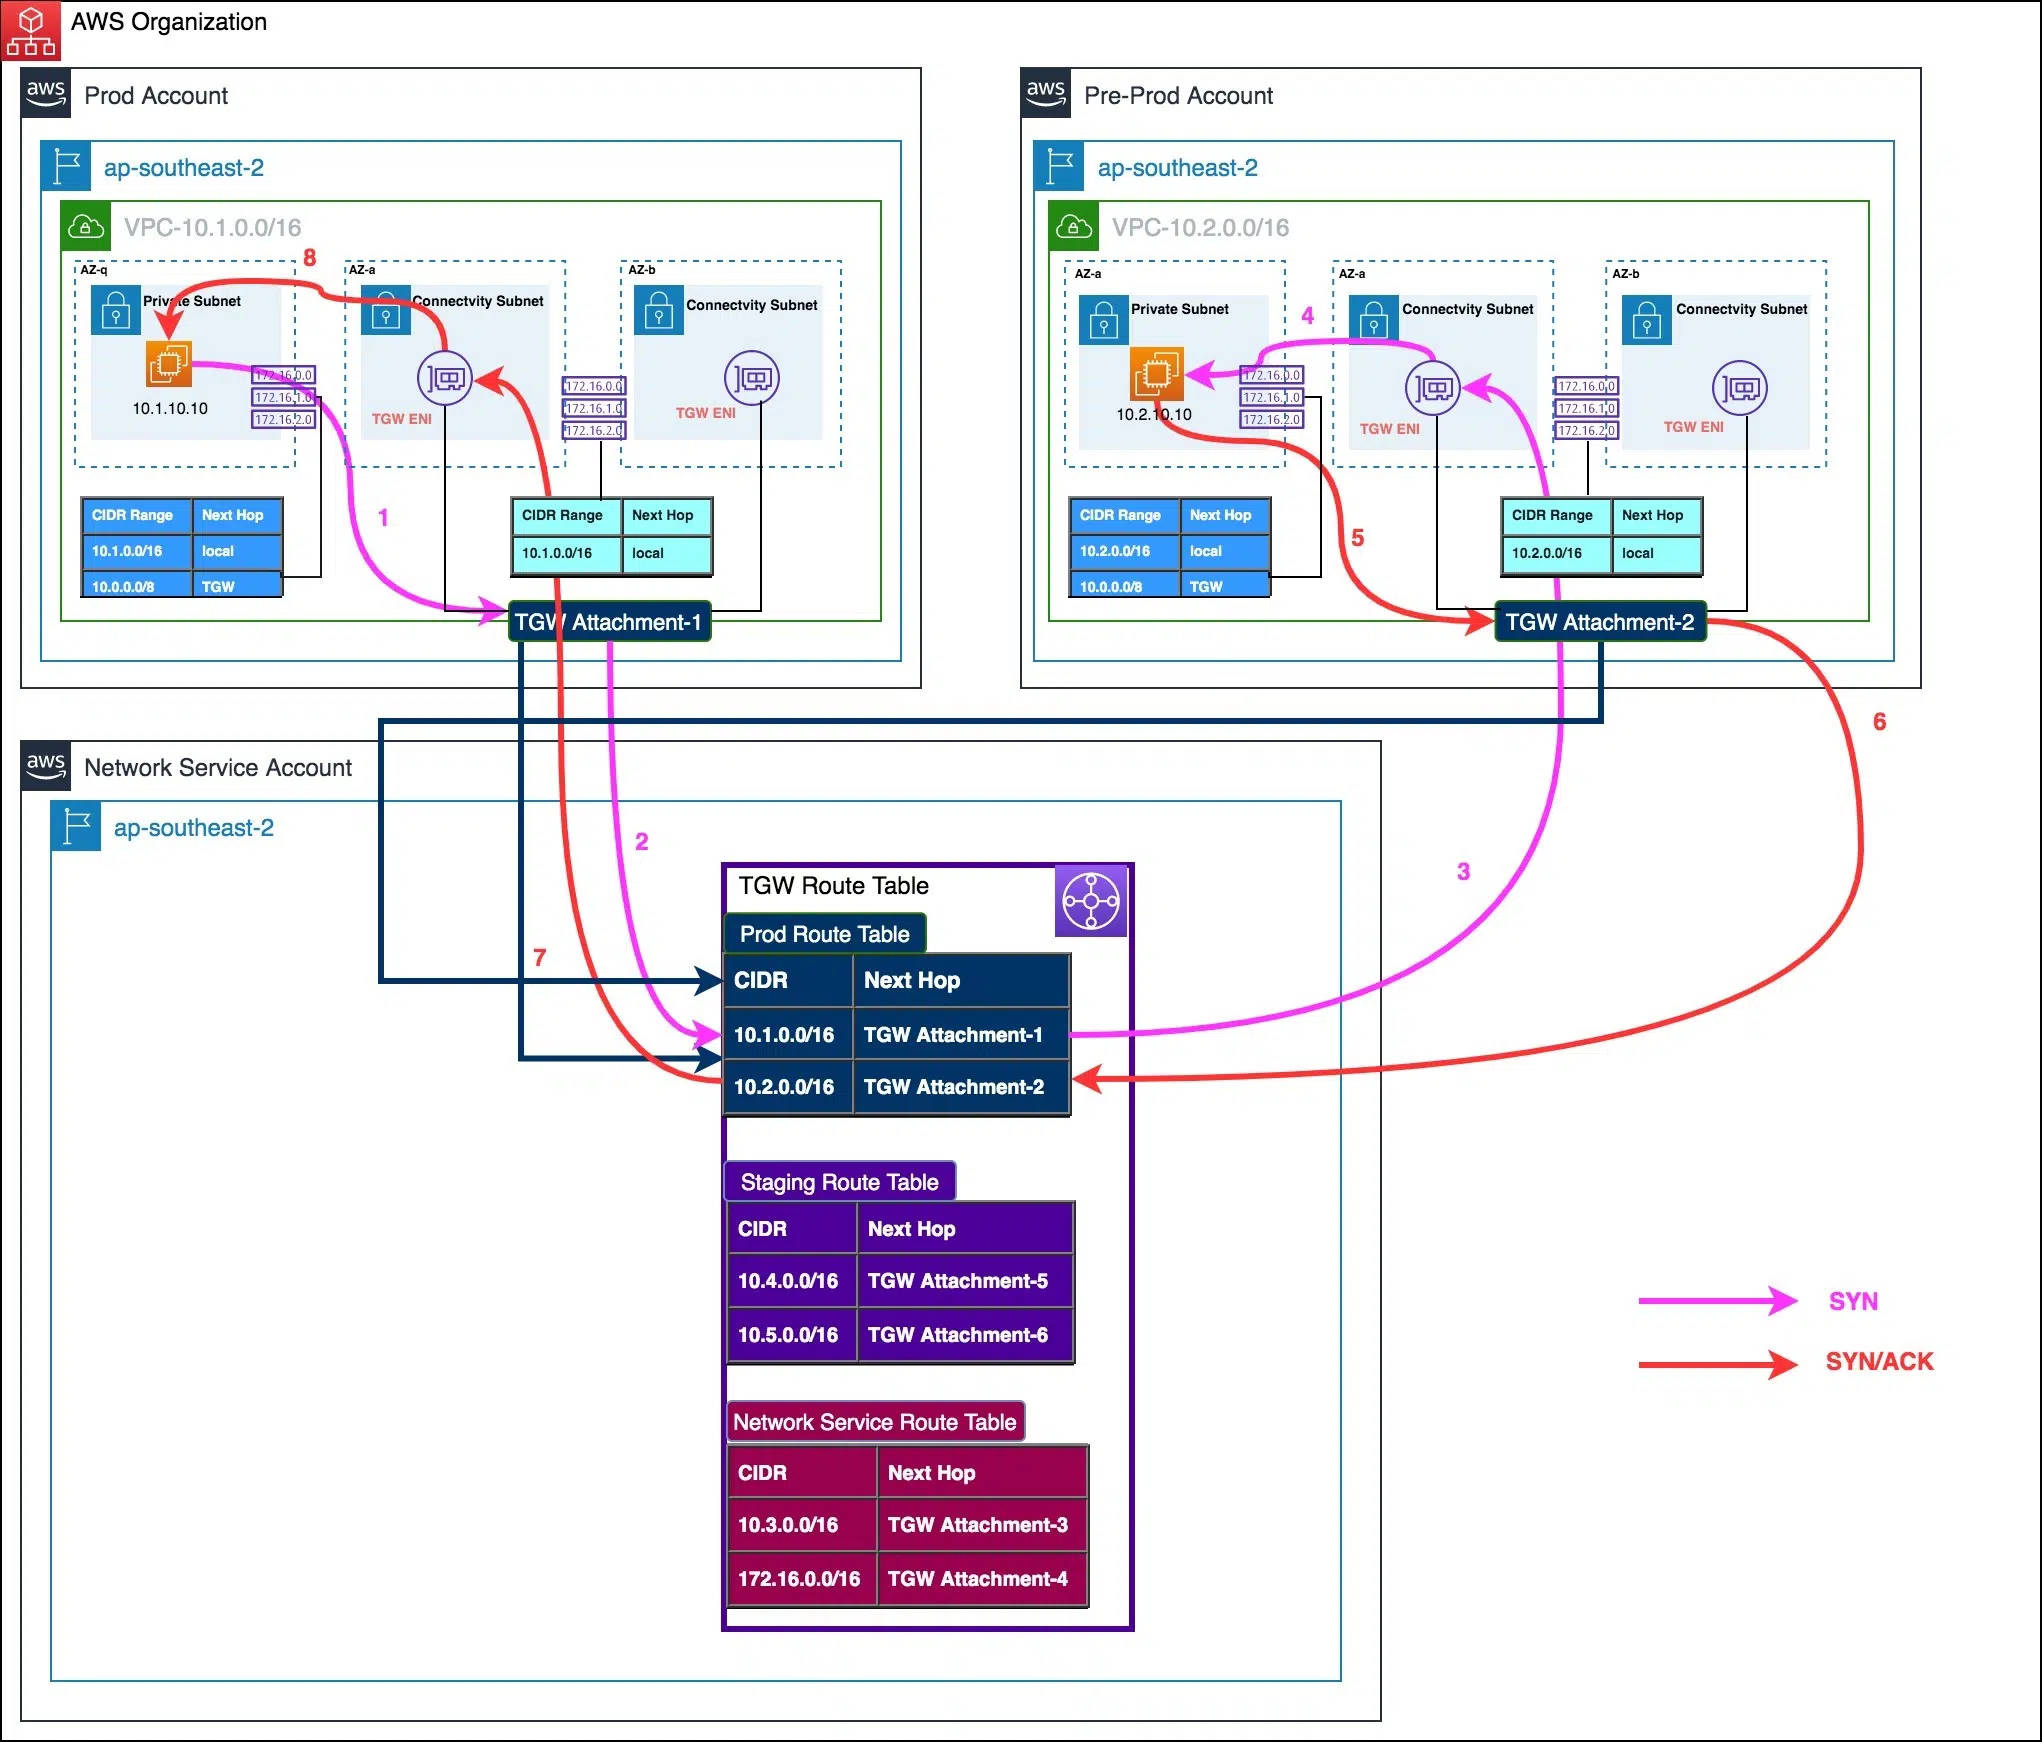 AWS Organization
aws
Prod Account
ap-southeast-2
VPC-10.1.0.0/16
8
AZ-q
Private Subnet
10.1.10.10
172.16.0.0
172.16.1.0
172.16.2.0
AZ-a
Connectvity Subnet
TGW ENI
172.16.0.0
172.16.1.0
172.16.2.0
AZ-b
Connectvity Subnet
TGW ENI
CIDR Range Next Hop
10.1.0.0/16 local
10.0.0.0/8 TGW
1
CIDR Range Next Hop
10.1.0.0/16 local
TGW Attachment-1
aws
Pre-Prod Account
ap-southeast-2
VPC-10.2.0.0/16
AZ-a
Private Subnet
10.2.10.10
4
172.16.0.0
172.16.1.0
172.16.2.0
AZ-a
Connectvity Subnet
TGW ENI
172.16.0.0
172.16.1.0
172.16.2.0
AZ-b
Connectvity Subnet
TGW ENI
CIDR Range Next Hop
10.2.0.0/16 local
10.0.0.0/8 TGW
5
CIDR Range Next Hop
10.2.0.0/16 local
TGW Attachment-2
6
aws
Network Service Account
ap-southeast-2
2
3
7
TGW Route Table
Prod Route Table
CIDR Next Hop
10.1.0.0/16 TGW Attachment-1
10.2.0.0/16 TGW Attachment-2
Staging Route Table
CIDR Next Hop
10.4.0.0/16 TGW Attachment-5
10.5.0.0/16 TGW Attachment-6
Network Service Route Table
CIDR Next Hop
10.3.0.0/16 TGW Attachment-3
172.16.0.0/16 TGW Attachment-4
SYN
SYN/ACK